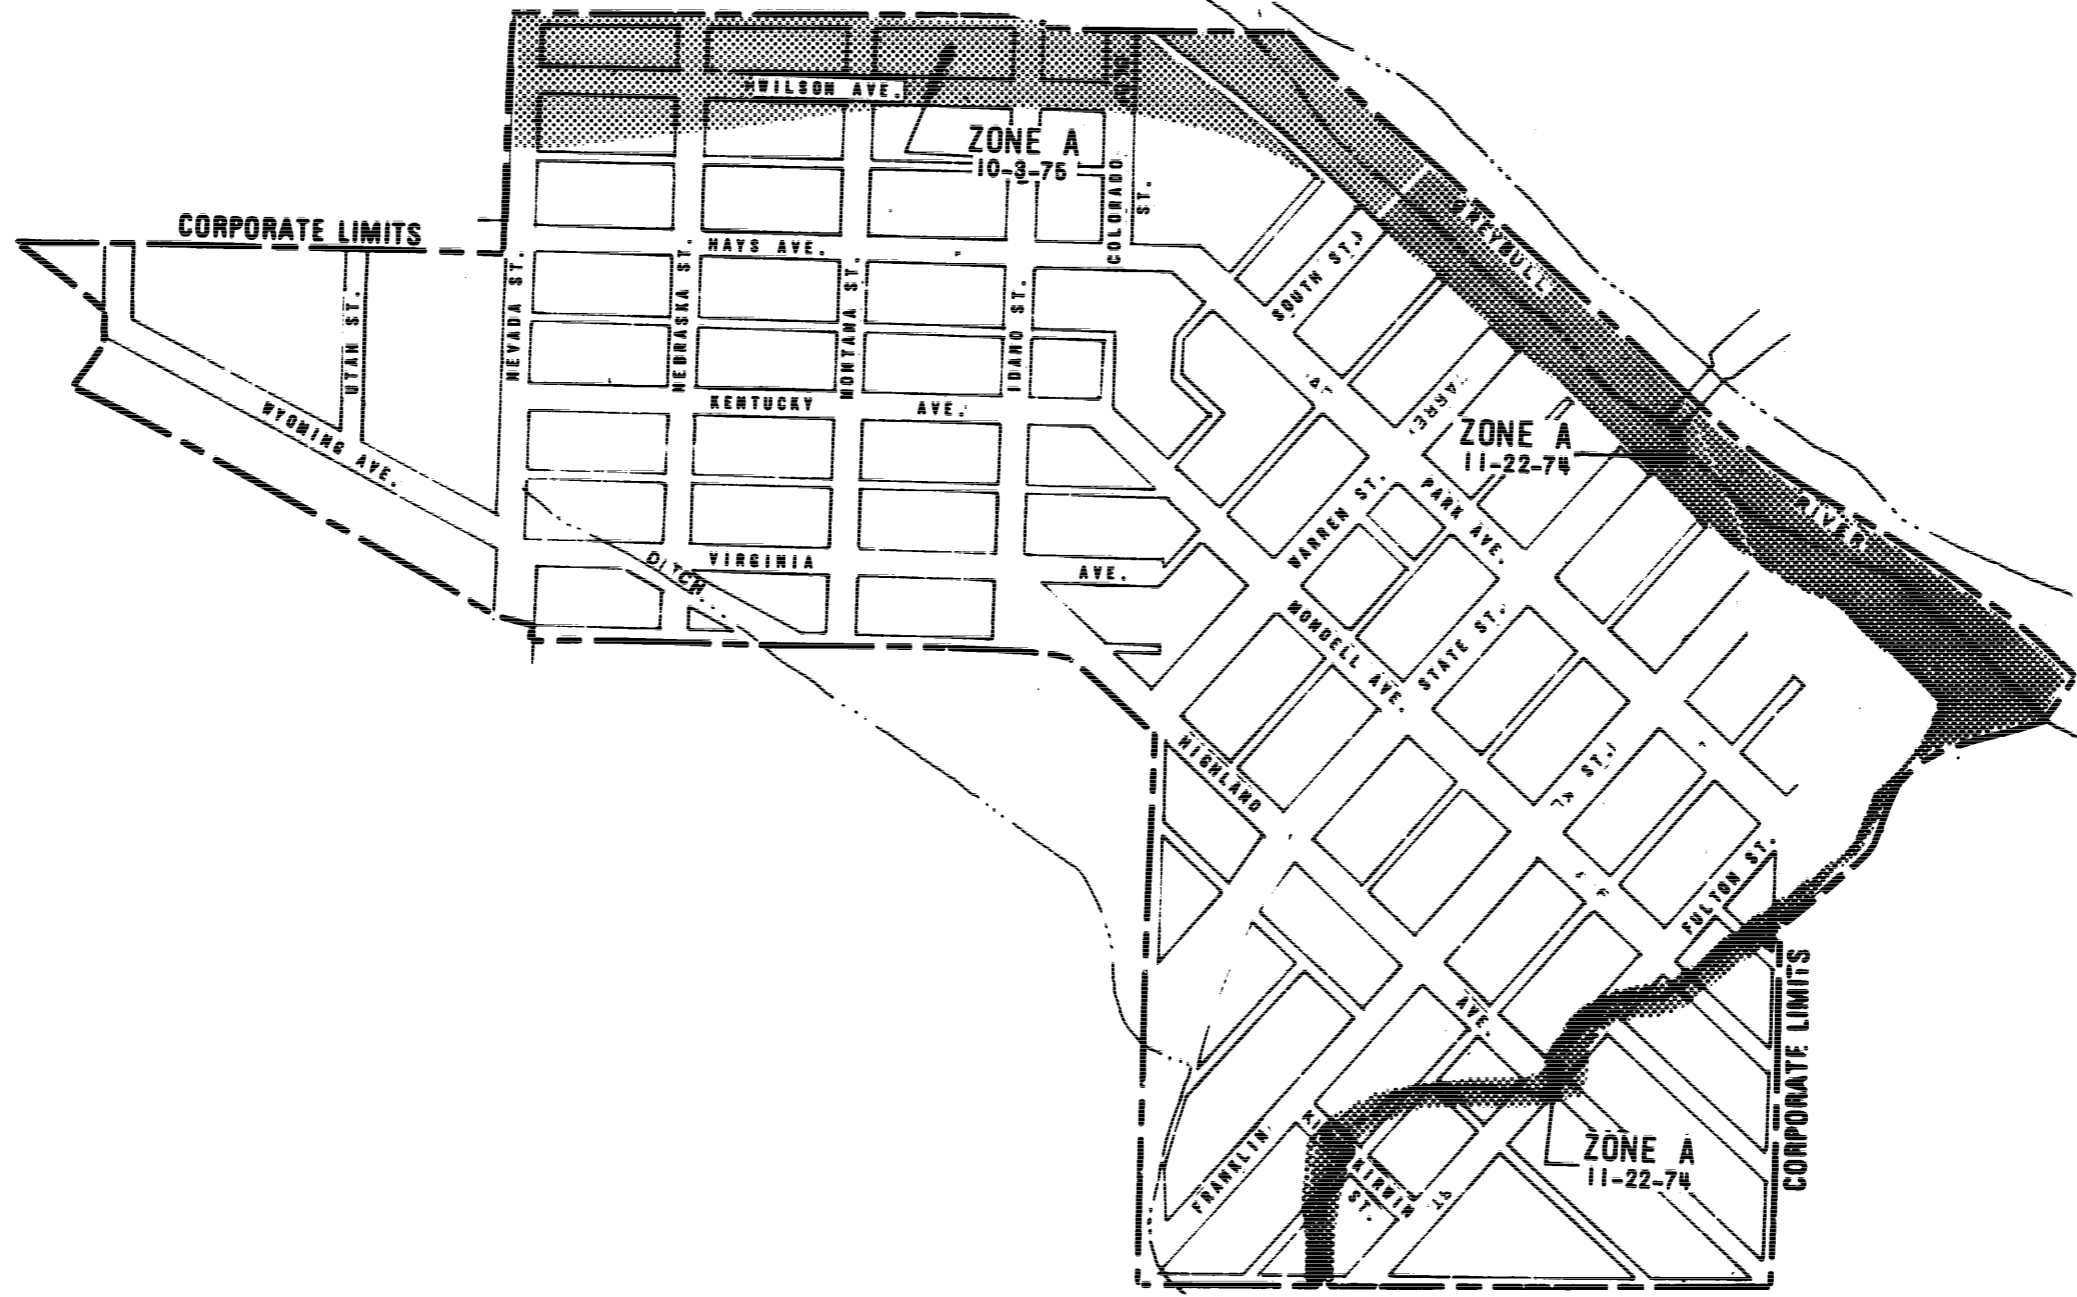 WILSON AVE.
ZONE A
10-3-75
CORPORATE LIMITS
COLORADO
ST.
GREYBULL
HAYS AVE.
SOUTH ST.
UTAH ST.
NEVADA ST.
NEBRASKA ST.
MONTANA ST.
IDAHO ST.
WYOMING AVE.
KENTUCKY AVE.
ZONE A
11-22-74
WARREN ST.
PARK AVE.
RIVER
DITCH
VIRGINIA AVE.
MONDELL AVE.
STATE ST.
HIGHLAND
ST.
FULTON ST.
CORPORATE LIMITS
AVE.
FRANKLIN
KIRWIN
ST.
ZONE A
11-22-74